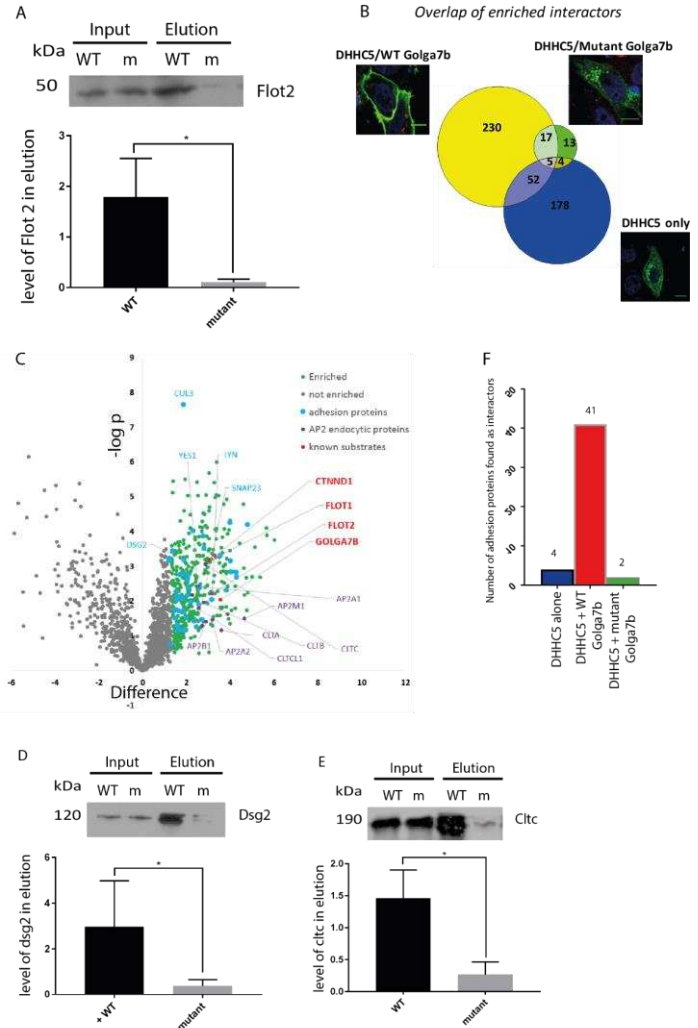 A
Input Elution
kDa WT m WT m
50 Flot2
level of Flot 2 in elution
3
2
1
0
*
WT mutant
B Overlap of enriched interactors
DHHC5/WT Golga7b
DHHC5/Mutant Golga7b
230
17 13
5 4
52
178
DHHC5 only
C
-log p
9
8
7
6
5
4
3
2
1
0
-1
-6 -4 -2 0 2 4 6 8 10 12
Difference
Enriched
not enriched
adhesion proteins
AP2 endocytic proteins
known substrates
CUL3
YES1
LYN
SNAP23
DSG2
CTNND1
FLOT1
FLOT2
GOLGA7B
AP2A1
AP2M1
CLTA
AP2B1
AP2A2
CLTCL1
CLTB
CLTC
F
Number of adhesion proteins found as interactors
10
0
4
41
2
DHHC5 alone
DHHC5 + WT
Golga7b
DHHC5 + mutant
Golga7b
D
Input Elution
kDa WT m WT m
120 Dsg2
level of dsg2 in elution
6
4
2
0
*
+ WT mutant
E
Input Elution
kDa WT m WT m
190 Cltc
level of cltc in elution
2.0
1.5
1.0
0.5
0.0
*
WT mutant